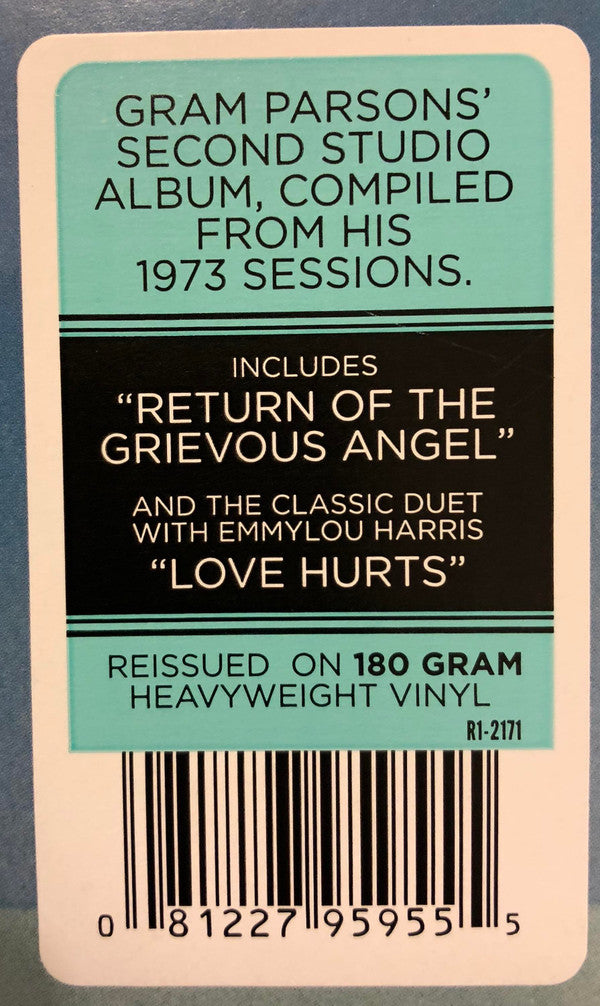 GRAM PARSONS’
SECOND STUDIO
ALBUM, COMPILED
FROM HIS
1973 SESSIONS.
INCLUDES
“RETURN OF THE
GRIEVOUS ANGEL”
AND THE CLASSIC DUET
WITH EMMYLOU HARRIS
“LOVE HURTS”
REISSUED ON 180 GRAM
HEAVYWEIGHT VINYL
R1-2171
0 81227 95955 5